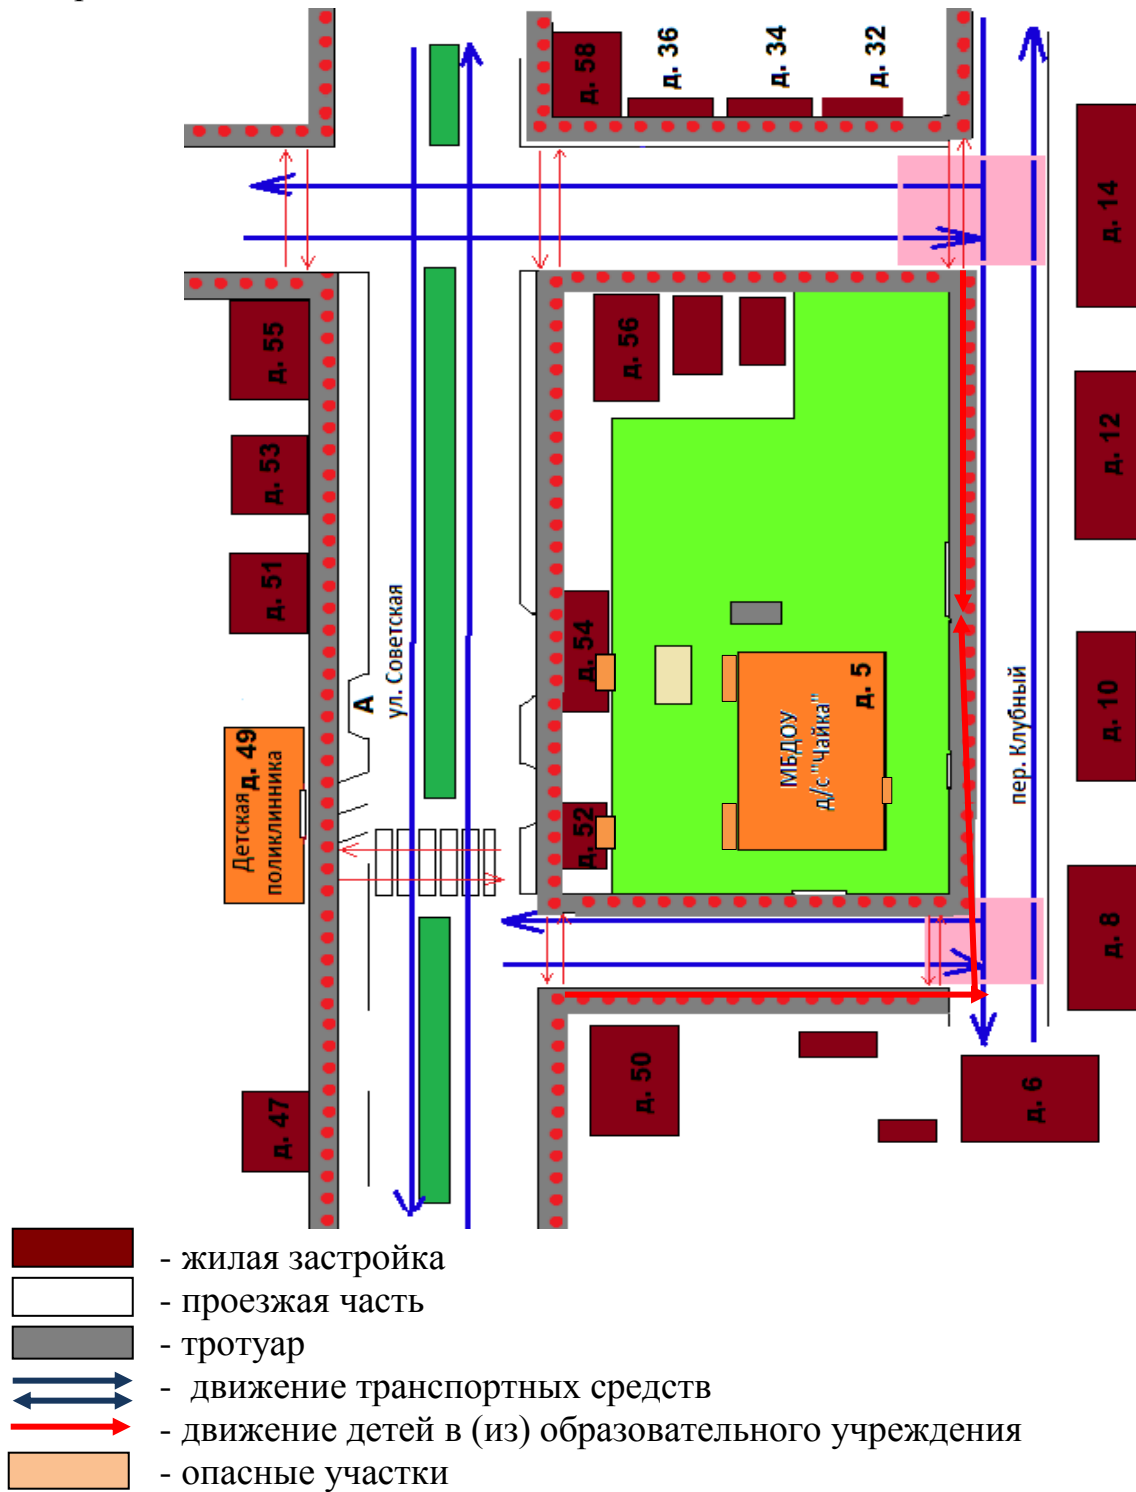 д. 58
д. 36
д. 34
д. 32
д. 14
д. 55
д. 56
д. 53
д. 12
д. 51
ул. Советская
А
д. 54
д. 5
МБДОУ
д/с "Чайка"
пер. Клубный
д. 10
Детская
д. 49
поликлинника
д. 52
д. 8
д. 50
д. 6
д. 47
- жилая застройка
- проезжая часть
- тротуар
- движение транспортных средств
- движение детей в (из) образовательного учреждения
- опасные участки